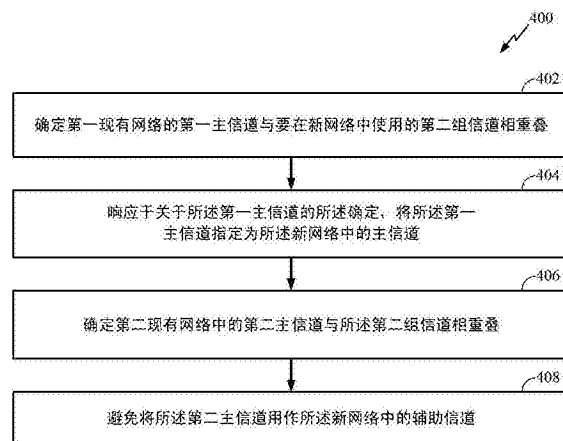 400
402
确定第一现有网络的第一主信道与要在新网络中使用的第二组信道相重叠
404
响应于关于所述第一主信道的所述确定、将所述第一
主信道指定为所述新网络中的主信道
406
确定第二现有网络中的第二主信道与所述第二组信道相重叠
408
避免将所述第二主信道用作所述新网络中的辅助信道